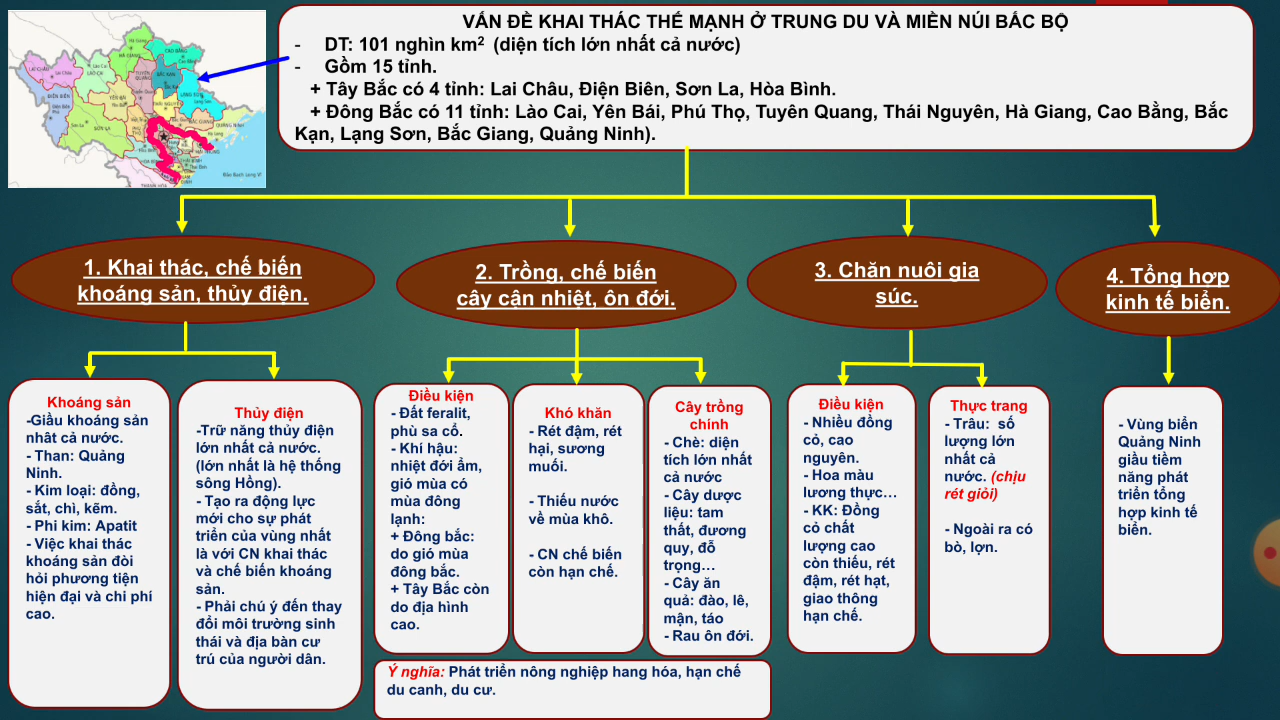 VẤN ĐỀ KHAI THÁC THẾ MẠNH Ở TRUNG DU VÀ MIỀN NÚI BẮC BỘ
- DT: 101 nghìn km² (diện tích lớn nhất cả nước)
- Gồm 15 tỉnh.
+ Tây Bắc có 4 tỉnh: Lai Châu, Điện Biên, Sơn La, Hòa Bình.
+ Đông Bắc có 11 tỉnh: Lào Cai, Yên Bái, Phú Thọ, Tuyên Quang, Thái Nguyên, Hà Giang, Cao Bằng, Bắc
Kạn, Lạng Sơn, Bắc Giang, Quảng Ninh).
1. Khai thác, chế biến
khoáng sản, thủy điện.
2. Trồng, chế biến
cây cận nhiệt, ôn đới.
3. Chăn nuôi gia
súc.
4. Tổng hợp
kinh tế biển.
Khoáng sản
-Giầu khoáng sản
nhât cả nước.
- Than: Quảng
Ninh.
- Kim loại: đồng,
sắt, chì, kẽm.
- Phi kim: Apatit
- Việc khai thác
khoáng sản đòi
hỏi phương tiện
hiện đại và chi phí
cao.
Thủy điện
-Trữ năng thủy điện
lớn nhất cả nước.
(lớn nhất là hệ thống
sông Hồng).
- Tạo ra động lực
mới cho sự phát
triển của vùng nhất
là với CN khai thác
và chế biến khoáng
sản.
- Phải chú ý đến thay
đổi môi trường sinh
thái và địa bàn cư
trú của người dân.
Điều kiện
- Đất feralit,
phù sa cổ.
- Khí hậu:
nhiệt đới ẩm,
gió mùa có
mùa đông
lạnh:
+ Đông bắc:
do gió mùa
đông bắc.
+ Tây Bắc còn
do địa hình
cao.
Khó khăn
- Rét đậm, rét
hại, sương
muối.
- Thiếu nước
về mùa khô.
- CN chế biến
còn hạn chế.
Cây trồng
chính
- Chè: diện
tích lớn nhất
cả nước
- Cây dược
liệu: tam
thất, đương
quy, đỗ
trọng...
- Cây ăn
quả: đào, lê,
mận, táo
- Rau ôn đới.
Ý nghĩa: Phát triển nông nghiệp hang hóa, hạn chế
du canh, du cư.
Điều kiện
- Nhiều đồng
cỏ, cao
nguyên.
- Hoa màu
lương thực...
- KK: Đồng
cỏ chất
lượng cao
còn thiếu, rét
đậm, rét hạt,
giao thông
hạn chế.
Thực trạng
- Trâu: số
lượng lớn
nhất cả
nước. (chịu
rét giỏi)
- Ngoài ra có
bò, lợn.
- Vùng biển
Quảng Ninh
giầu tiềm
năng phát
triển tổng
hợp kinh tế
biển.